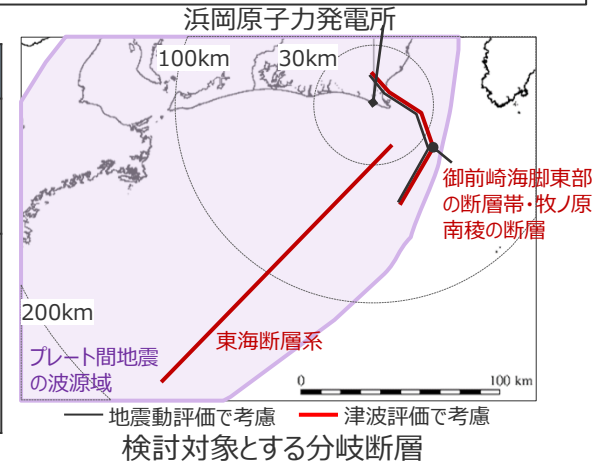 浜岡原子力発電所
100km
30km
御前崎海脚東部
の断層帯・牧ノ原
南稜の断層
200km
東海断層系
プレート間地震
の波源域
0
100 km
地震動評価で考慮
津波評価で考慮
検討対象とする分岐断層